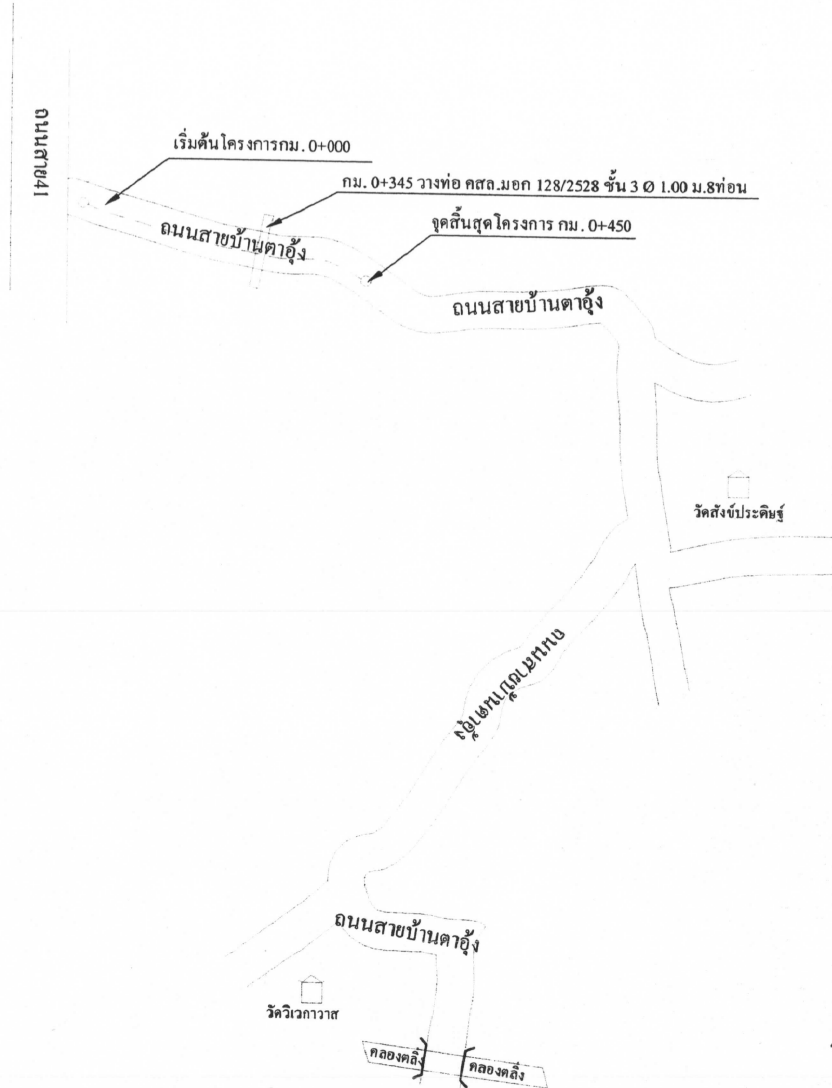 ถนนสาย41
เริ่มต้นโครงการกม. 0+000
กม. 0+345 วางท่อ คสล.มอก 128/2528 ชั้น 3 Ø 1.00 ม.8ท่อน
จุดสิ้นสุดโครงการ กม. 0+450
ถนนสายบ้านตาอุ้ง
ถนนสายบ้านตาอุ้ง
วัดสังข์ประดิษฐ์
ถนนสายบ้านตาอุ้ง
ถนนสายบ้านตาอุ้ง
วัดวิเวกาวาส
คลองตลิ่ง
คลองตลิ่ง